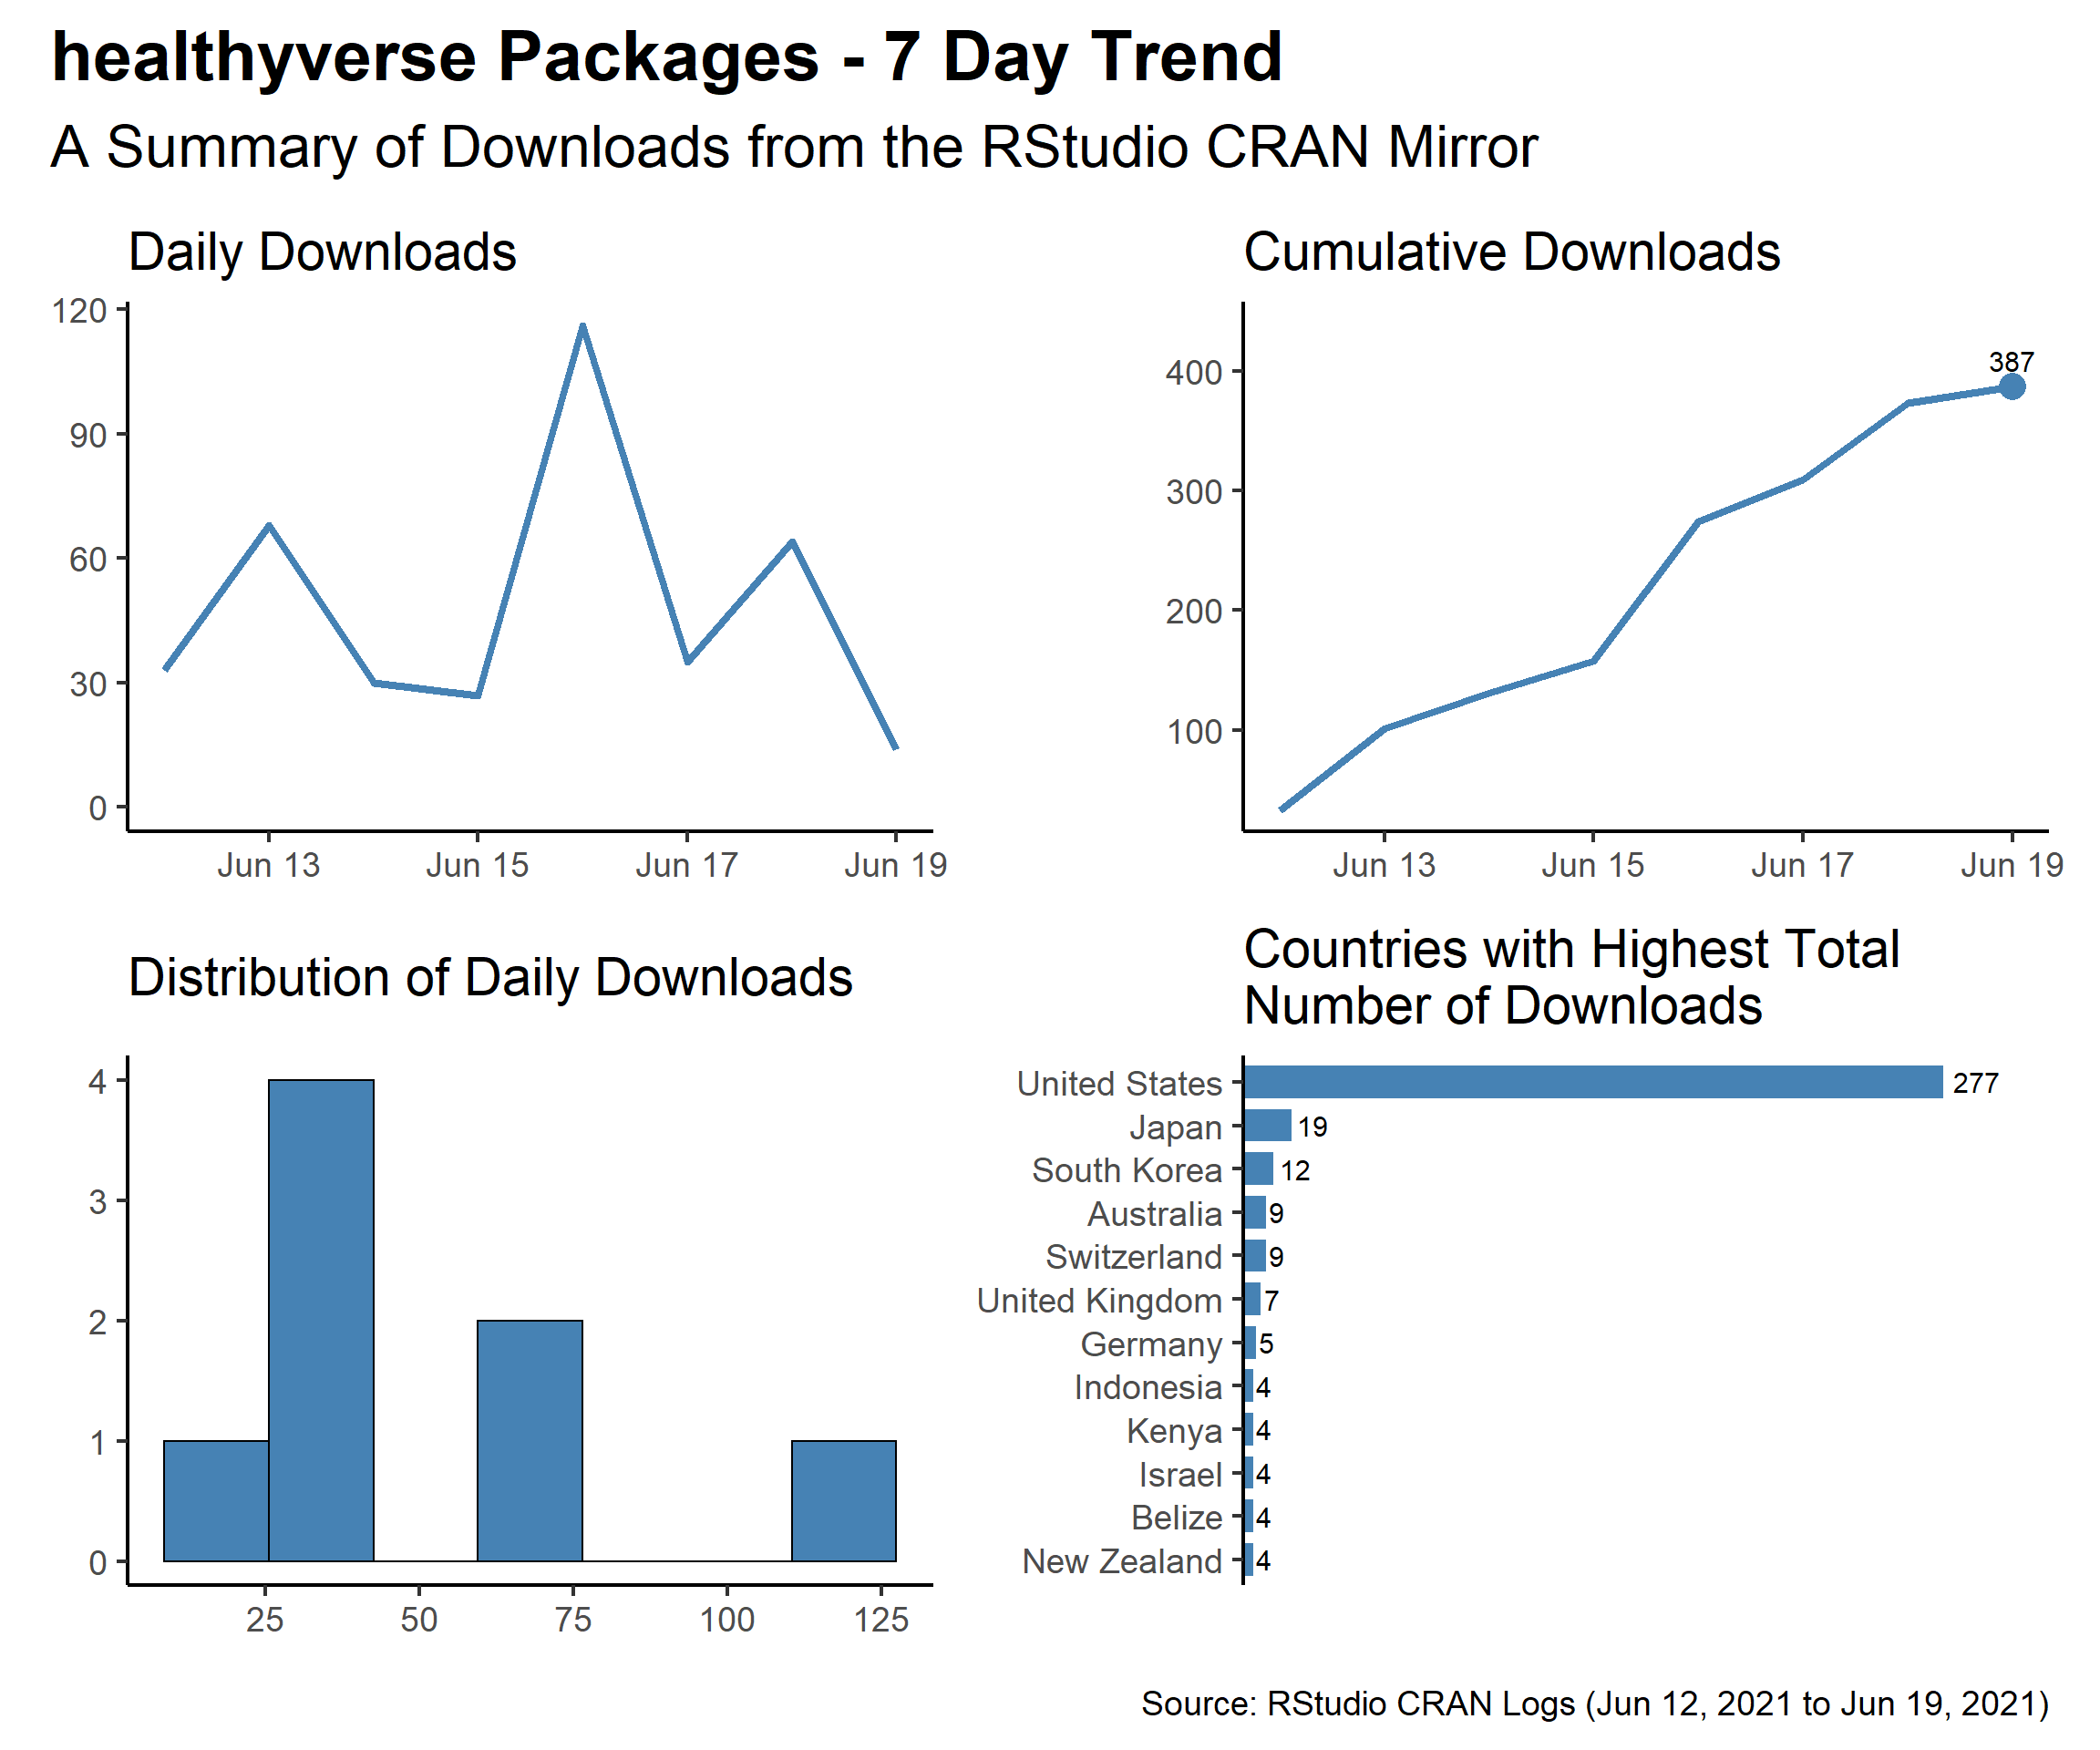 healthyverse Packages - 7 Day Trend
A Summary of Downloads from the RStudio CRAN Mirror
Daily Downloads
120
90
60
30
0
Jun 13 Jun 15 Jun 17 Jun 19
Cumulative Downloads
400
300
200
100
387
Jun 13 Jun 15 Jun 17 Jun 19
Distribution of Daily Downloads
4
3
2
1
0
25 50 75 100 125
Countries with Highest Total
Number of Downloads
United States 277
Japan 19
South Korea 12
Australia 9
Switzerland 9
United Kingdom 7
Germany 5
Indonesia 4
Kenya 4
Israel 4
Belize 4
New Zealand 4
Source: RStudio CRAN Logs (Jun 12, 2021 to Jun 19, 2021)